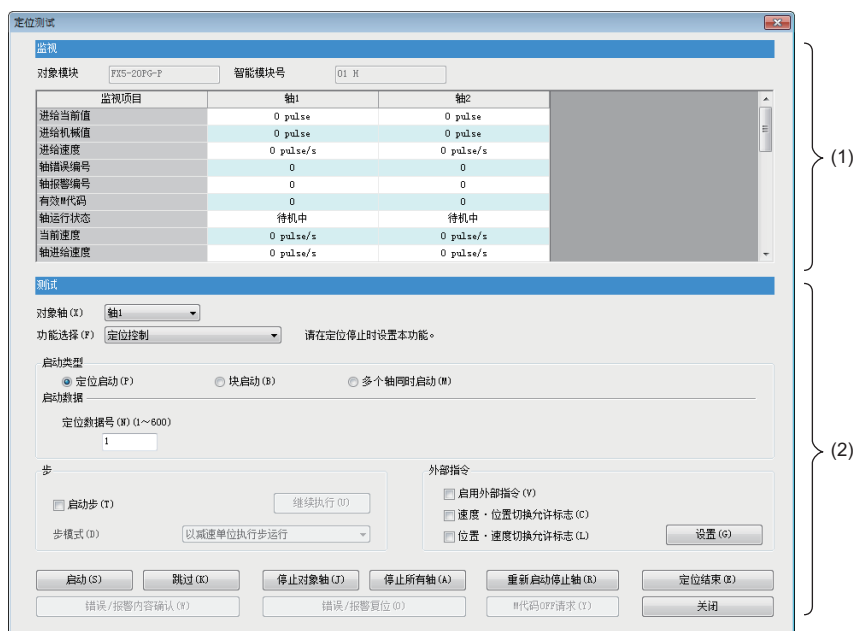 定位测试
监视
对象模块 FX5-20PG-P 智能模块号 01 H
监视项目 轴1 轴2
进给当前值 0 pulse 0 pulse
进给机械值 0 pulse 0 pulse
进给速度 0 pulse/s 0 pulse/s
轴错误编号 0 0
轴报警编号 0 0
有效M代码 0 0
轴运行状态 待机中 待机中
当前速度 0 pulse/s 0 pulse/s
轴进给速度 0 pulse/s 0 pulse/s
(1)
测试
对象轴(X) 轴1
功能选择(F) 定位控制 请在定位停止时设置本功能。
启动类型
定位启动(P) 块启动(B) 多个轴同时启动(M)
启动数据
定位数据号(N)(1～600)
1
(2)
步 外部指令
启动步(T) 继续执行(U) 启用外部指令(V)
速度・位置切换允许标志(C)
步模式(D) 以减速单位执行步运行 位置・速度切换允许标志(L) 设置(G)
启动(S) 跳过(K) 停止对象轴(J) 停止所有轴(A) 重新启动停止轴(R) 定位结束(E)
错误/报警内容确认(W) 错误/报警复位(O) M代码OFF请求(Y) 关闭